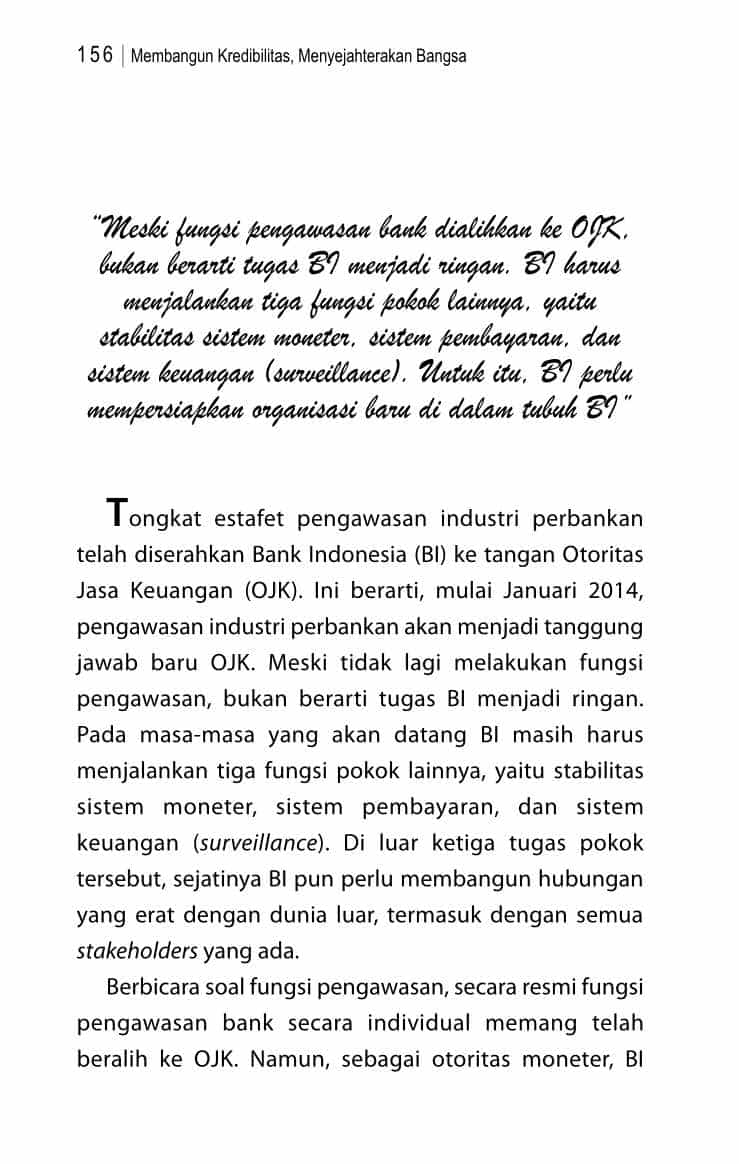 156 | Membangun Kredibilitas, Menyejahterakan Bangsa
"Meski fungsi pengawasan bank dialihkan ke OJK,
bukan berarti tugas BI menjadi ringan. BI harus
menjalankan tiga fungsi pokok lainnya, yaitu
stabilitas sistem moneter, sistem pembayaran, dan
sistem keuangan (surveillance). Untuk itu, BI perlu
mempersiapkan organisasi baru di dalam tubuh BI"
Tongkat estafet pengawasan industri perbankan
telah diserahkan Bank Indonesia (BI) ke tangan Otoritas
Jasa Keuangan (OJK). Ini berarti, mulai Januari 2014,
pengawasan industri perbankan akan menjadi tanggung
jawab baru OJK. Meski tidak lagi melakukan fungsi
pengawasan, bukan berarti tugas BI menjadi ringan.
Pada masa-masa yang akan datang BI masih harus
menjalankan tiga fungsi pokok lainnya, yaitu stabilitas
sistem moneter, sistem pembayaran, dan sistem
keuangan (surveillance). Di luar ketiga tugas pokok
tersebut, sejatinya BI pun perlu membangun hubungan
yang erat dengan dunia luar, termasuk dengan semua
stakeholders yang ada.
Berbicara soal fungsi pengawasan, secara resmi fungsi
pengawasan bank secara individual memang telah
beralih ke OJK. Namun, sebagai otoritas moneter, BI